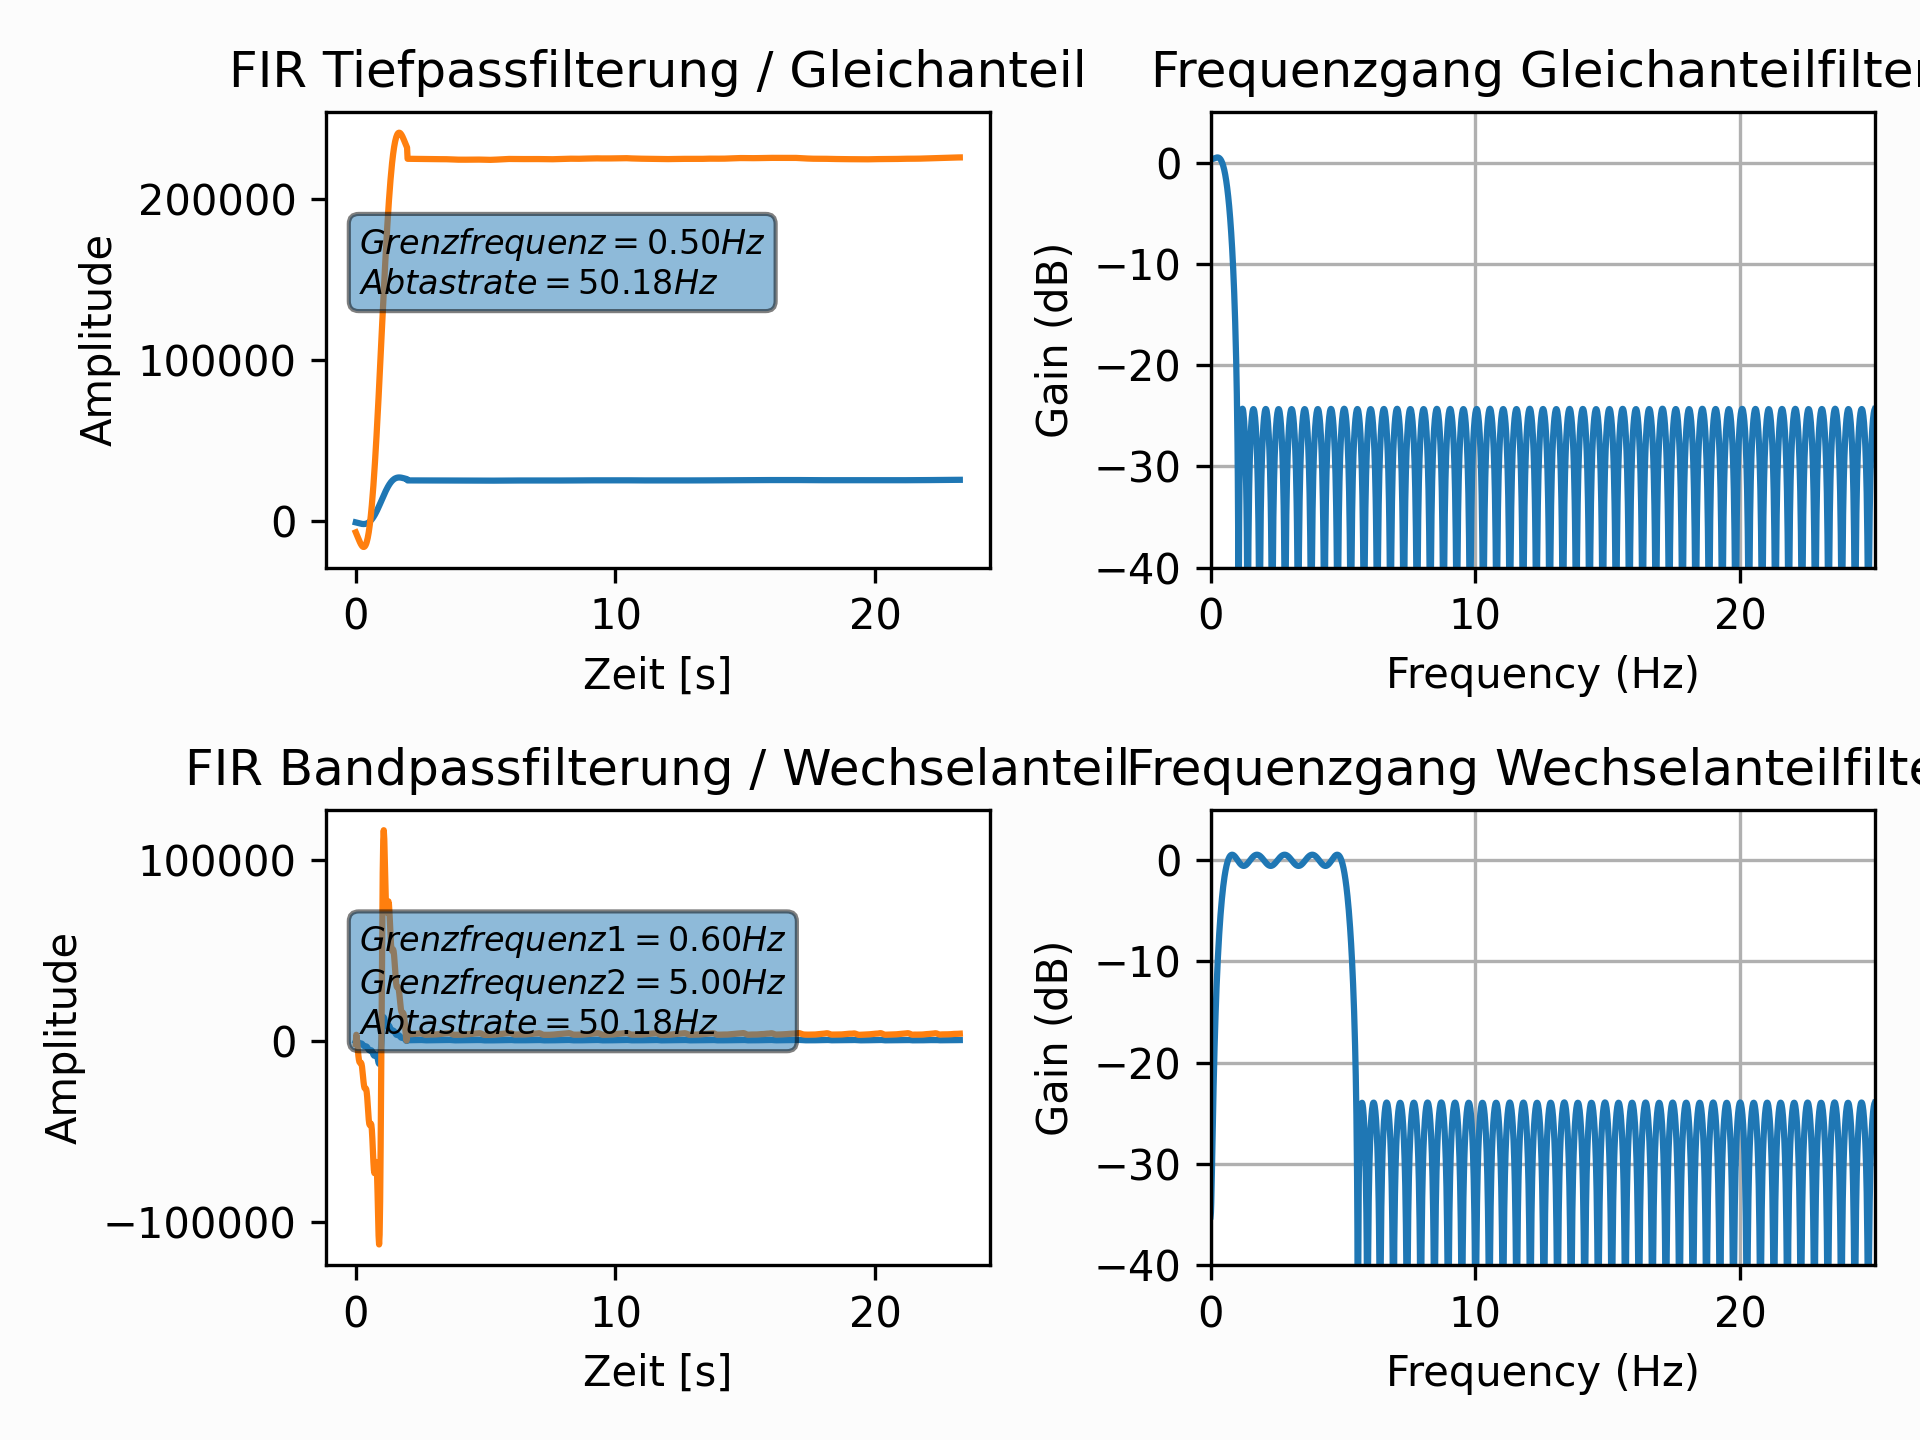 FIR Tiefpassfilterung / Gleichanteil
Amplitude
200000
100000
0
Grenzfrequenz = 0.50Hz
Abtastrate = 50.18Hz
0 10 20
Zeit [s]
Frequenzgang Gleichanteilfilter
Gain (dB)
0
−10
−20
−30
−40
0 10 20
Frequency (Hz)
FIR Bandpassfilterung / Wechselanteil
Amplitude
100000
0
−100000
Grenzfrequenz1 = 0.60Hz
Grenzfrequenz2 = 5.00Hz
Abtastrate = 50.18Hz
0 10 20
Zeit [s]
Frequenzgang Wechselanteilfilte
Gain (dB)
0
−10
−20
−30
−40
0 10 20
Frequency (Hz)